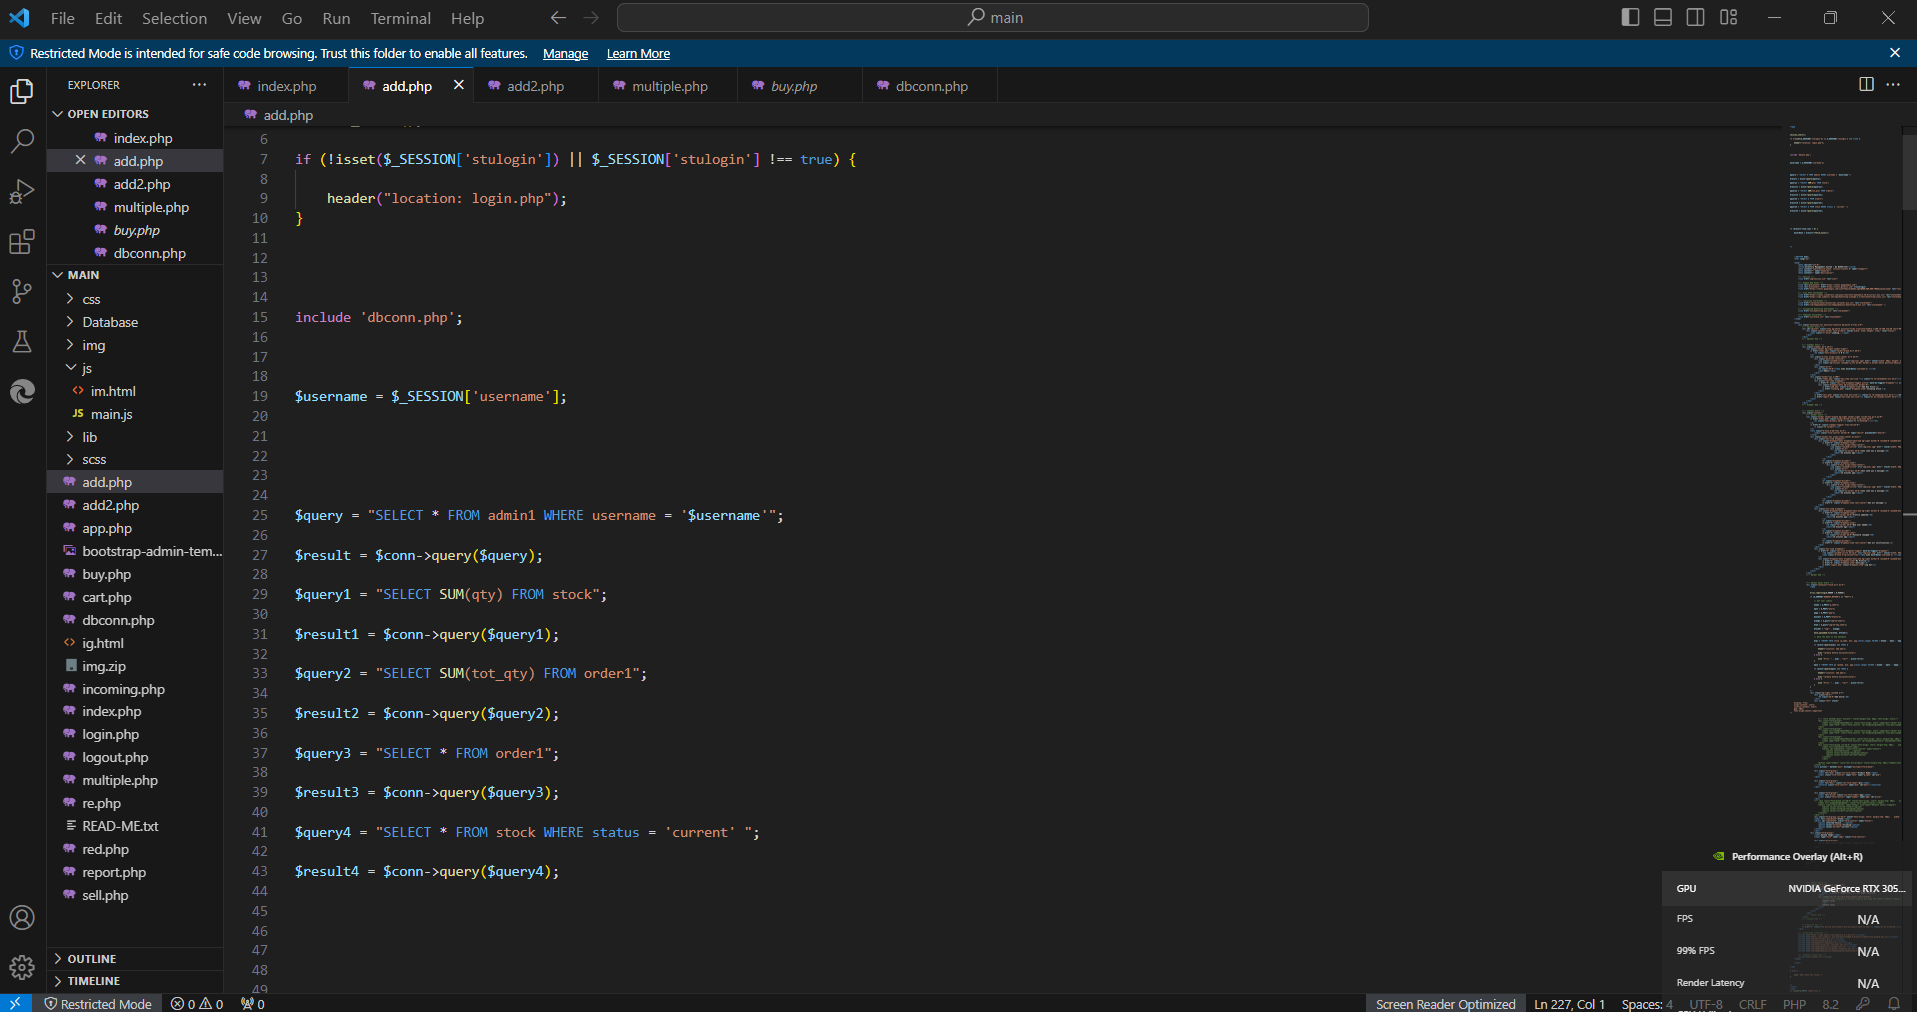 File Edit Selection View Go Run Terminal Help
main
Restricted Mode is intended for safe code browsing. Trust this folder to enable all features. Manage Learn More
EXPLORER
index.php add.php add2.php multiple.php buy.php dbconn.php
OPEN EDITORS
index.php
add.php
add2.php
multiple.php
buy.php
dbconn.php
MAIN
css
Database
img
js
im.html
JS main.js
lib
scss
add.php
add2.php
app.php
bootstrap-admin-tem...
buy.php
cart.php
dbconn.php
ig.html
img.zip
incoming.php
index.php
login.php
logout.php
multiple.php
re.php
READ-ME.txt
red.php
report.php
sell.php
OUTLINE
TIMELINE
add.php
6
7 if (!isset($_SESSION['stulogin']) || $_SESSION['stulogin'] !== true) {
8
9 header("location: login.php");
10 }
11
12
13
14
15 include 'dbconn.php';
16
17
18
19 $username = $_SESSION['username'];
20
21
22
23
24
25 $query = "SELECT * FROM admin1 WHERE username = '$username'";
26
27 $result = $conn->query($query);
28
29 $query1 = "SELECT SUM(qty) FROM stock";
30
31 $result1 = $conn->query($query1);
32
33 $query2 = "SELECT SUM(tot_qty) FROM order1";
34
35 $result2 = $conn->query($query2);
36
37 $query3 = "SELECT * FROM order1";
38
39 $result3 = $conn->query($query3);
40
41 $query4 = "SELECT * FROM stock WHERE status = 'current' ";
42
43 $result4 = $conn->query($query4);
44
45
46
47
48
49
Performance Overlay (Alt+R)
GPU NVIDIA GeForce RTX 305...
FPS N/A
99% FPS N/A
Render Latency N/A
Restricted Mode 0 0 0 Screen Reader Optimized Ln 227, Col 1 Spaces: 4 UTF-8 CRLF PHP 8.2